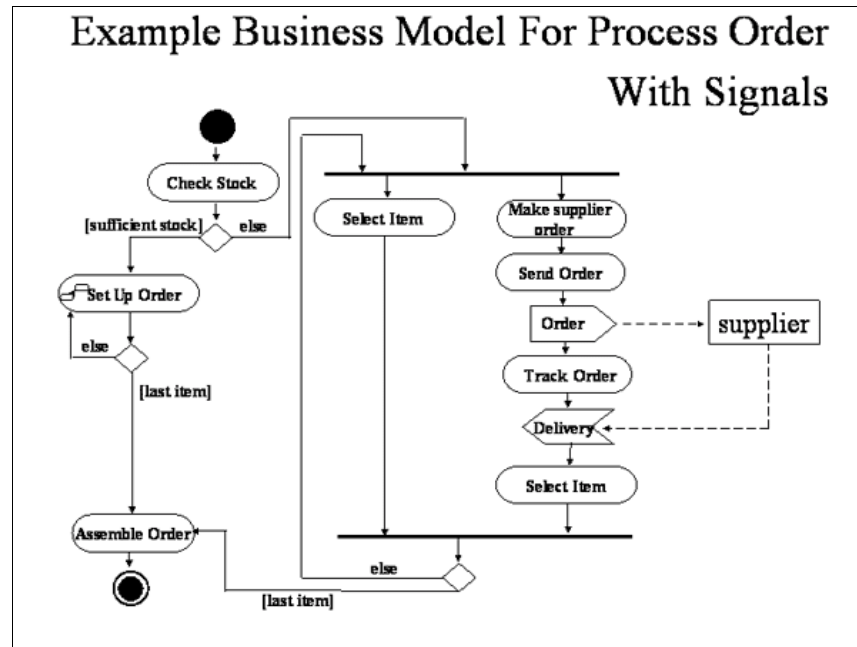 Example Business Model For Process Order
With Signals
Check Stock
[sufficient stock]
else
Set Up Order
else
[last item]
Assemble Order
Select Item
Make supplier
order
Send Order
Order
supplier
Track Order
Delivery
Select Item
else
[last item]